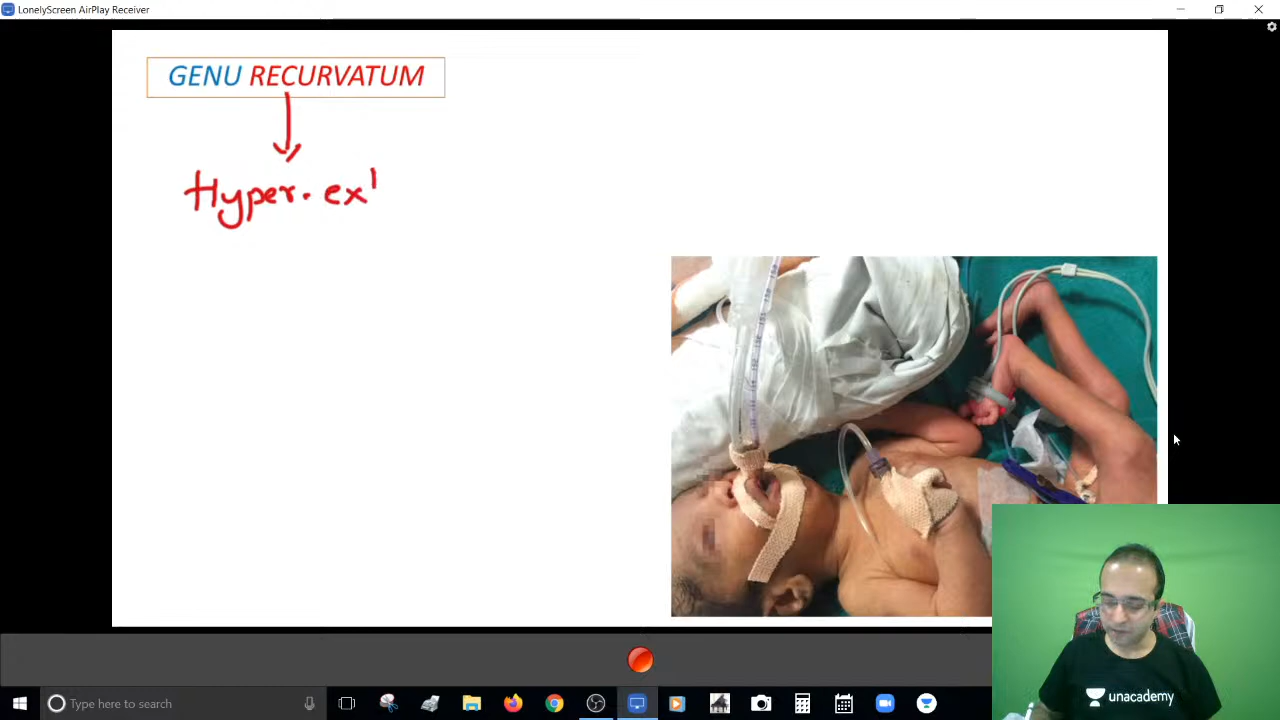 LonelyScreen AirPlay Receiver
GENU RECURVATUM
Hyper-ex'
unacademy
Type here to search